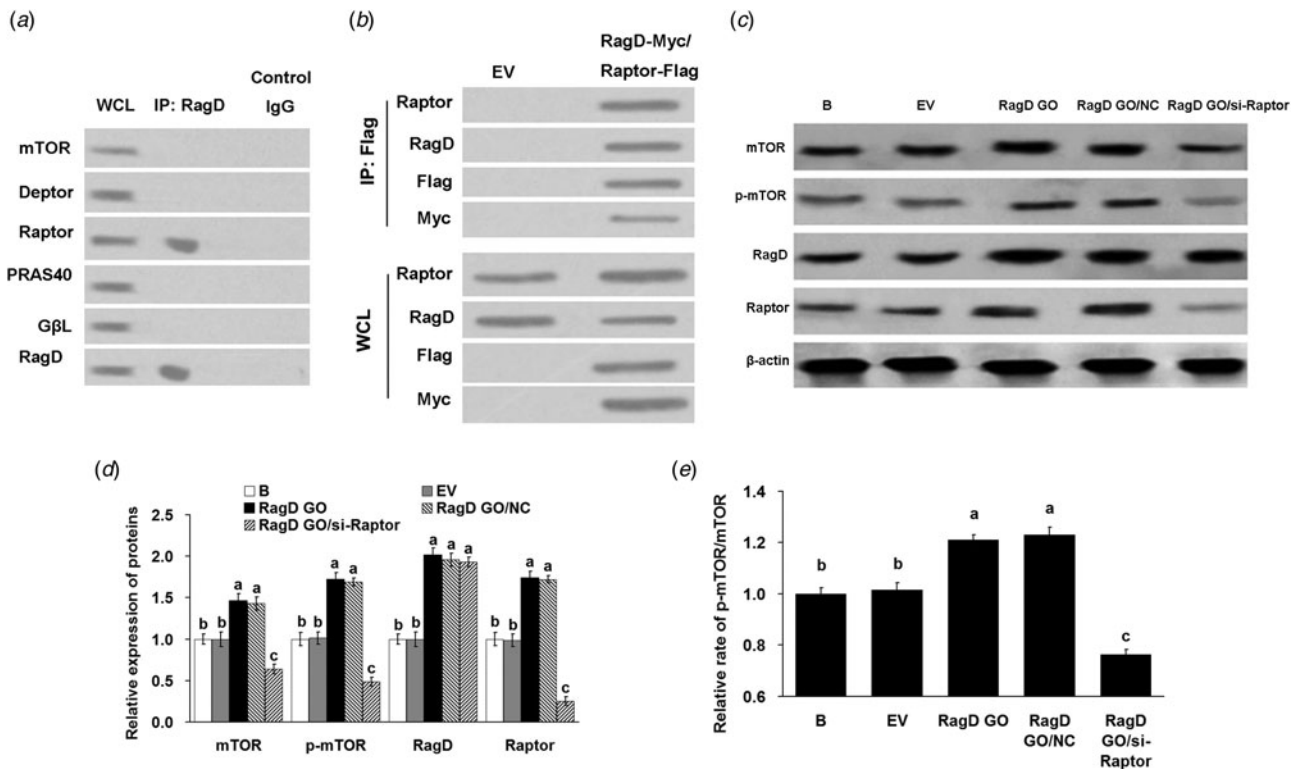 (a)
WCL IP: RagD Control IgG
mTOR
Deptor
Raptor
PRAS40
GβL
RagD
(b)
EV RagD-Myc/ Raptor-Flag
IP: Flag
Raptor
RagD
Flag
Myc
WCL
Raptor
RagD
Flag
Myc
(c)
B EV RagD GO RagD GO/NC RagD GO/si-Raptor
mTOR
p-mTOR
RagD
Raptor
β-actin
(d)
B EV
RagD GO RagD GO/NC
RagD GO/si-Raptor
Relative expression of proteins
2.5
2.0
1.5
1.0
0.5
0.0
b b a a c
b b a a c
b b a a a
b b a a c
mTOR p-mTOR RagD Raptor
(e)
Relative rate of p-mTOR/mTOR
1.4
1.2
1.0
0.8
0.6
b b a a c
B EV RagD GO RagD GO/NC RagD GO/si-Raptor